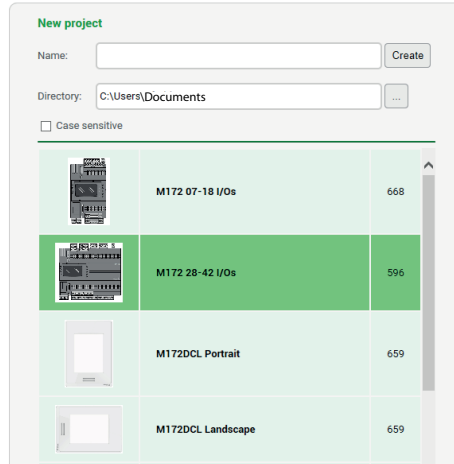 New project
Name: Create
Directory: C:\Users\Documents ...
Case sensitive
M172 07-18 I/Os 668
M172 28-42 I/Os 596
M172DCL Portrait 659
M172DCL Landscape 659